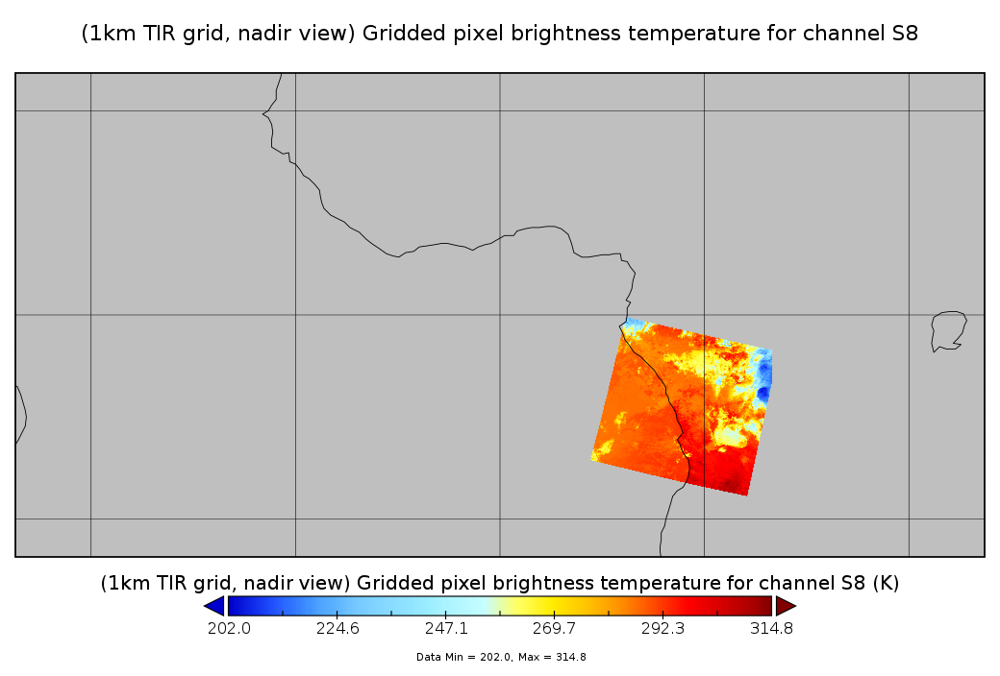 (1km TIR grid, nadir view) Gridded pixel brightness temperature for channel S8
(1km TIR grid, nadir view) Gridded pixel brightness temperature for channel S8 (K)
202.0 224.6 247.1 269.7 292.3 314.8
Data Min = 202.0, Max = 314.8